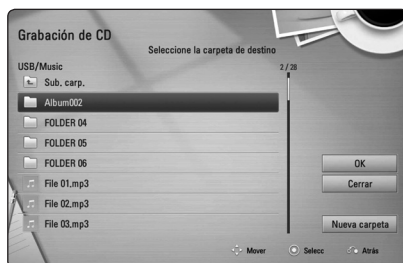 Grabación de CD
Seleccione la carpeta de destino
USB/Music
2 / 28
Sub. carp.
Album002
FOLDER 04
FOLDER 05
FOLDER 06
File 01.mp3
File 02.mp3
File 03.mp3
OK
Cerrar
Nueva carpeta
Mover
Selecc
Atrás